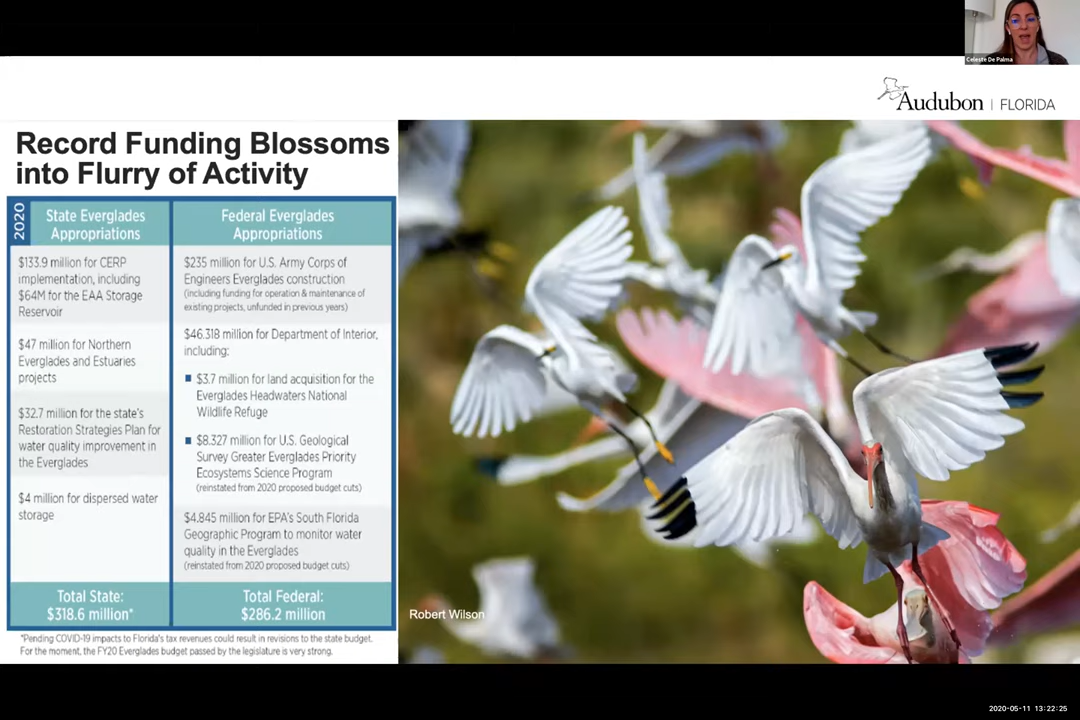 Celeste De Palma
Audubon | FLORIDA
Record Funding Blossoms
into Flurry of Activity
2020
State Everglades
Appropriations
$133.9 million for CERP
implementation, including
$64M for the EAA Storage
Reservoir
$47 million for Northern
Everglades and Estuaries
projects
$32.7 million for the state's
Restoration Strategies Plan for
water quality improvement in
the Everglades
$4 million for dispersed water
storage
Total State:
$318.6 million*
Federal Everglades
Appropriations
$235 million for U.S. Army Corps of
Engineers Everglades construction
(including funding for operation & maintenance of
existing projects, unfunded in previous years)
$46.318 million for Department of Interior,
including:
$3.7 million for land acquisition for the
Everglades Headwaters National
Wildlife Refuge
$8.327 million for U.S. Geological
Survey Greater Everglades Priority
Ecosystems Science Program
(reinstated from 2020 proposed budget cuts)
$4.845 million for EPA's South Florida
Geographic Program to monitor water
quality in the Everglades
(reinstated from 2020 proposed budget cuts)
Total Federal:
$286.2 million
*Pending COVID-19 impacts to Florida's tax revenues could result in revisions to the state budget.
For the moment, the FY20 Everglades budget passed by the legislature is very strong.
Robert Wilson
2020-05-11 13:22:25